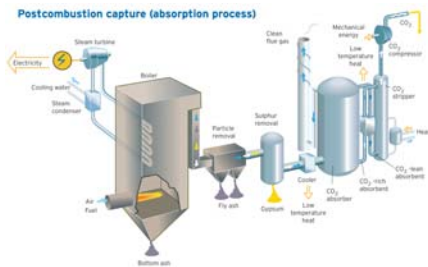 Postcombustion capture (absorption process)
Steam turbine
Electricity
Cooling water
Steam
condenser
Boiler
Air
Fuel
Bottom ash
Particle
removal
Fly ash
Sulphur
removal
Gypsum
Cooler
Low
temperature
heat
Clean
flue gas
CO2
absorber
Mechanical
energy
Low
temperature
heat
CO2
CO2
compressor
CO2
stripper
Heat
CO2 -lean
absorbent
CO2 -rich
absorbent